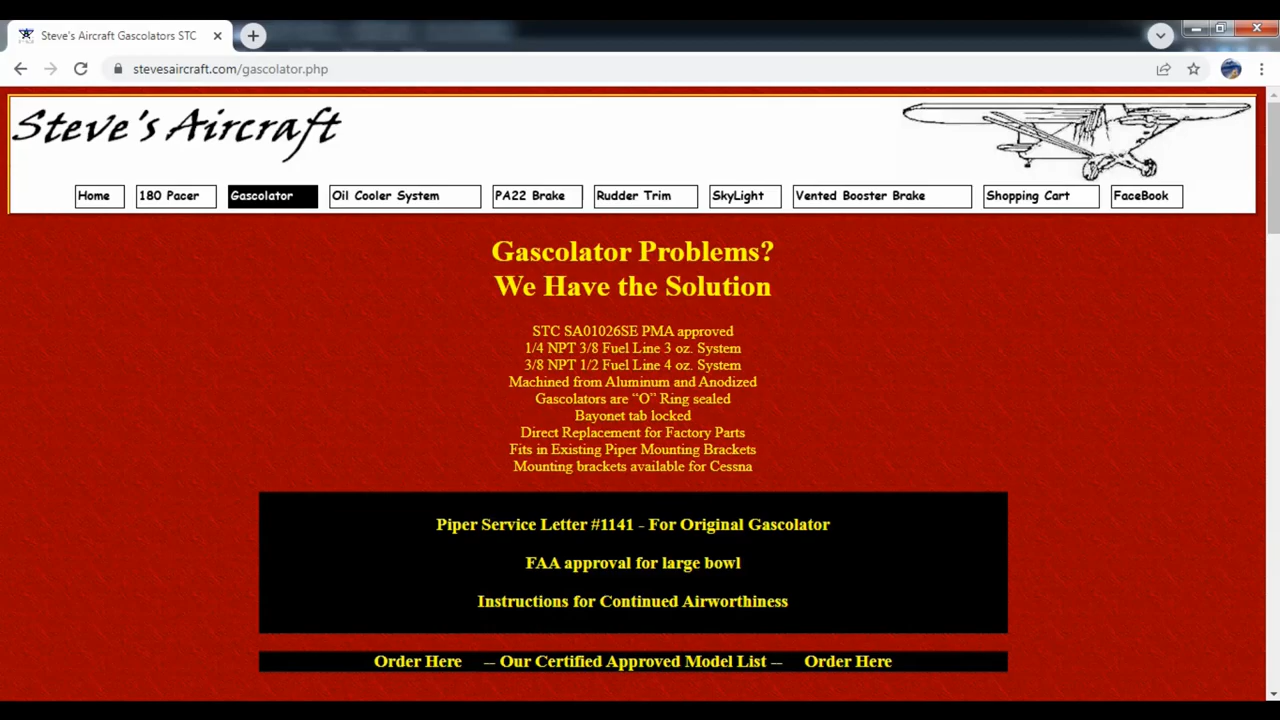 Steve's Aircraft Gascolators STC
stevesaircraft.com/gascolator.php
Steve's Aircraft
Home
180 Pacer
Gascolator
Oil Cooler System
PA22 Brake
Rudder Trim
SkyLight
Vented Booster Brake
Shopping Cart
FaceBook
Gascolator Problems?
We Have the Solution
STC SA01026SE PMA approved
1/4 NPT 3/8 Fuel Line 3 oz. System
3/8 NPT 1/2 Fuel Line 4 oz. System
Machined from Aluminum and Anodized
Gascolators are “O” Ring sealed
Bayonet tab locked
Direct Replacement for Factory Parts
Fits in Existing Piper Mounting Brackets
Mounting brackets available for Cessna
Piper Service Letter #1141 - For Original Gascolator
FAA approval for large bowl
Instructions for Continued Airworthiness
Order Here -- Our Certified Approved Model List -- Order Here